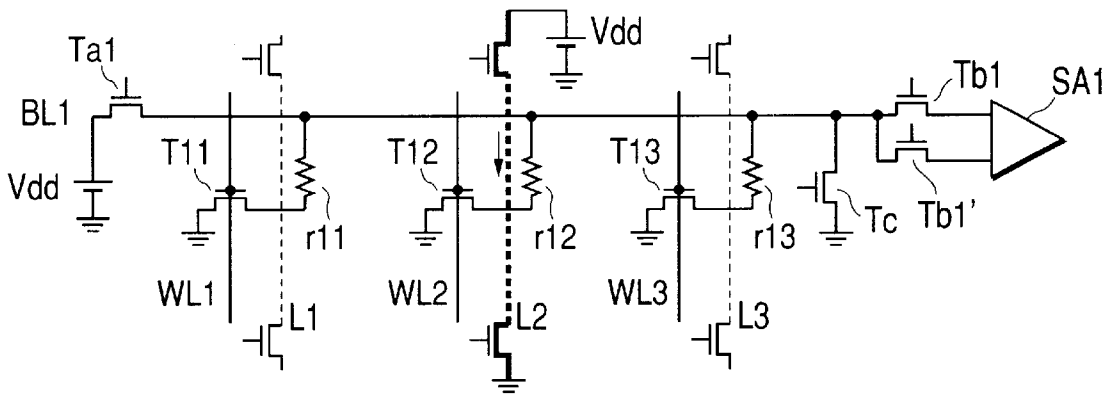 Vdd
Ta1
Tb1
SA1
BL1
T11
T12
T13
Vdd
r11
r12
r13
Tc
Tb1'
WL1
L1
WL2
L2
WL3
L3